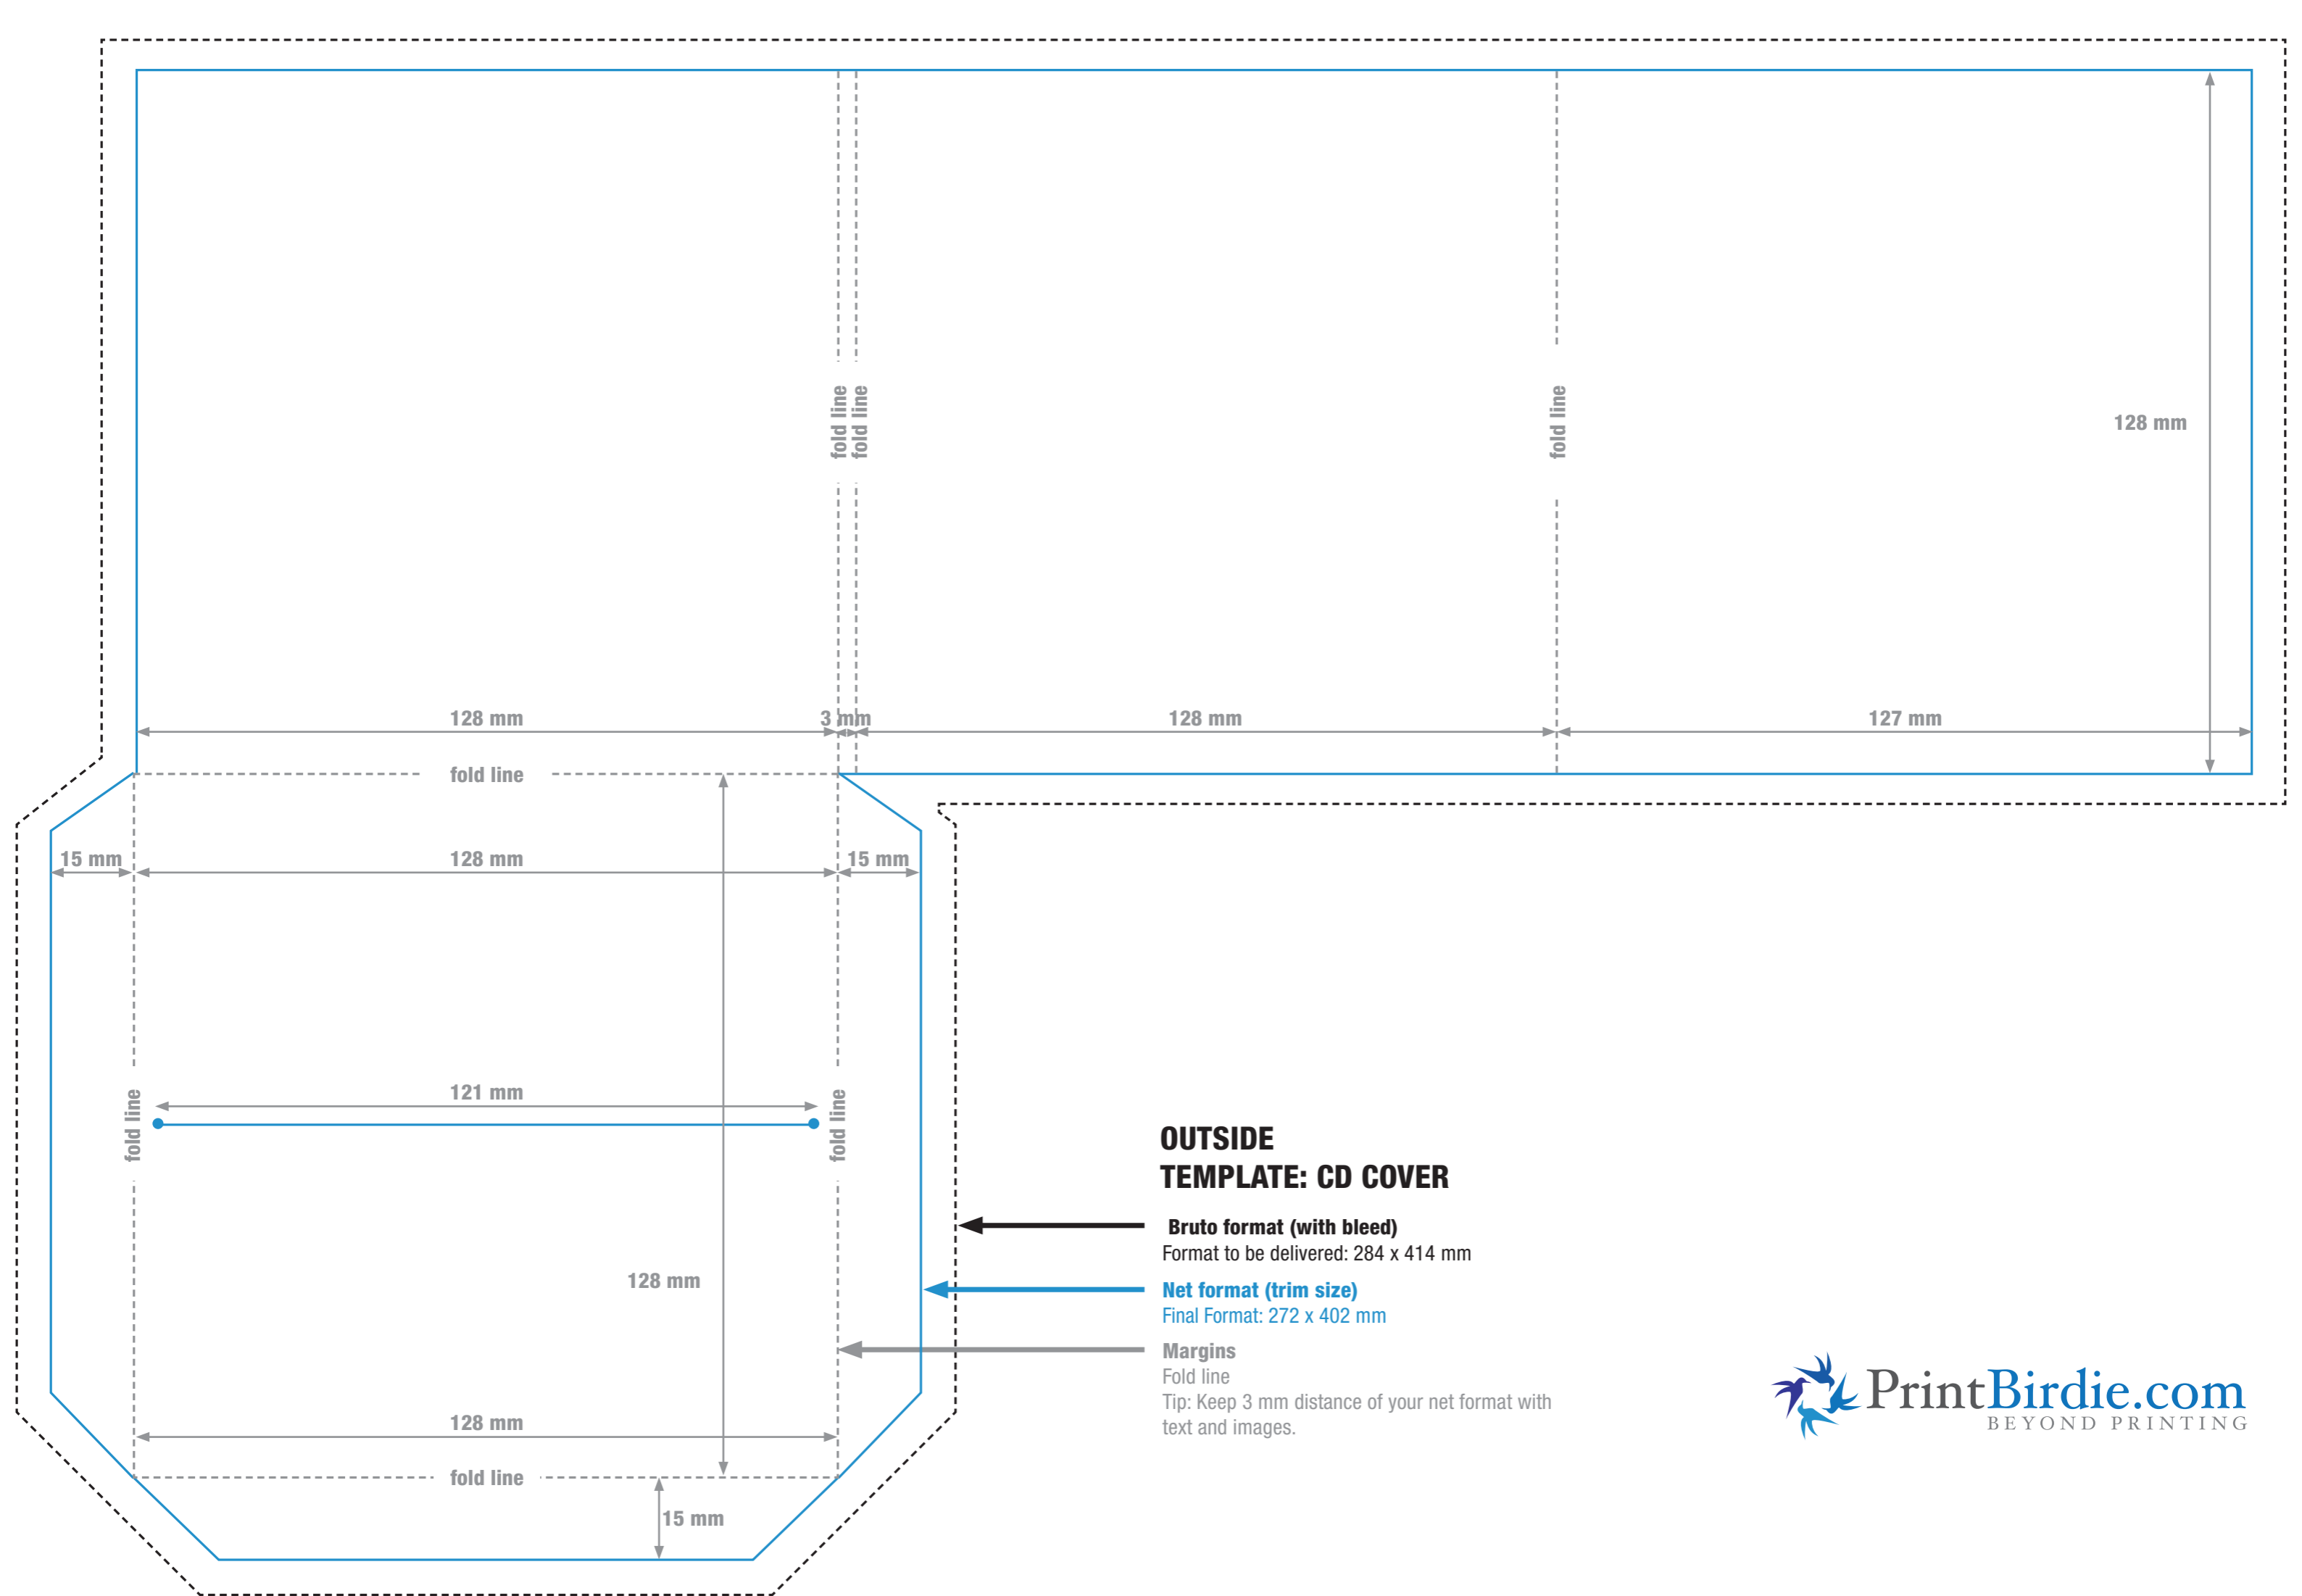 fold line
fold line
fold line
128 mm
128 mm
3 mm
128 mm
127 mm
fold line
15 mm
128 mm
15 mm
121 mm
fold line
fold line
128 mm
128 mm
fold line
15 mm
OUTSIDE
TEMPLATE: CD COVER
Bruto format (with bleed)
Format to be delivered: 284 x 414 mm
Net format (trim size)
Final Format: 272 x 402 mm
Margins
Fold line
Tip: Keep 3 mm distance of your net format with
text and images.
PrintBirdie.com
BEYOND PRINTING